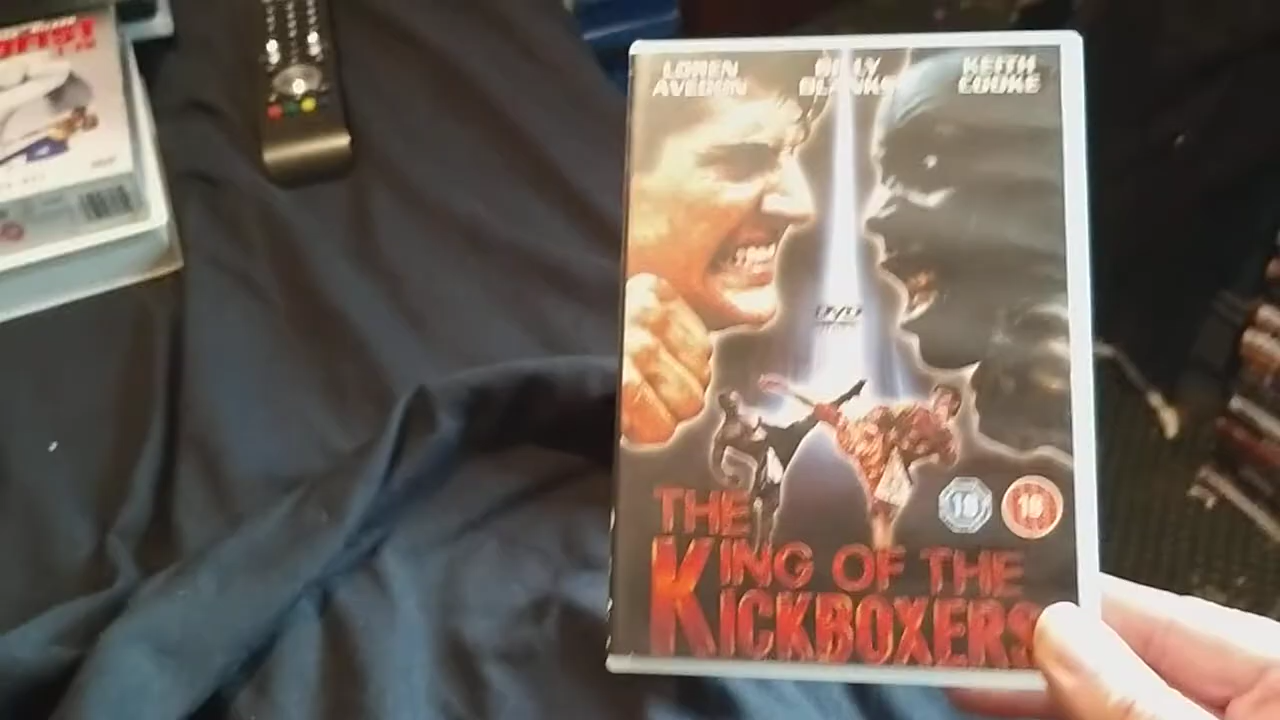 LOREN AVEDON
BILLY BLANKS
KEITH COOKE
DVD
18
18
THE
KING OF THE
KICKBOXERS